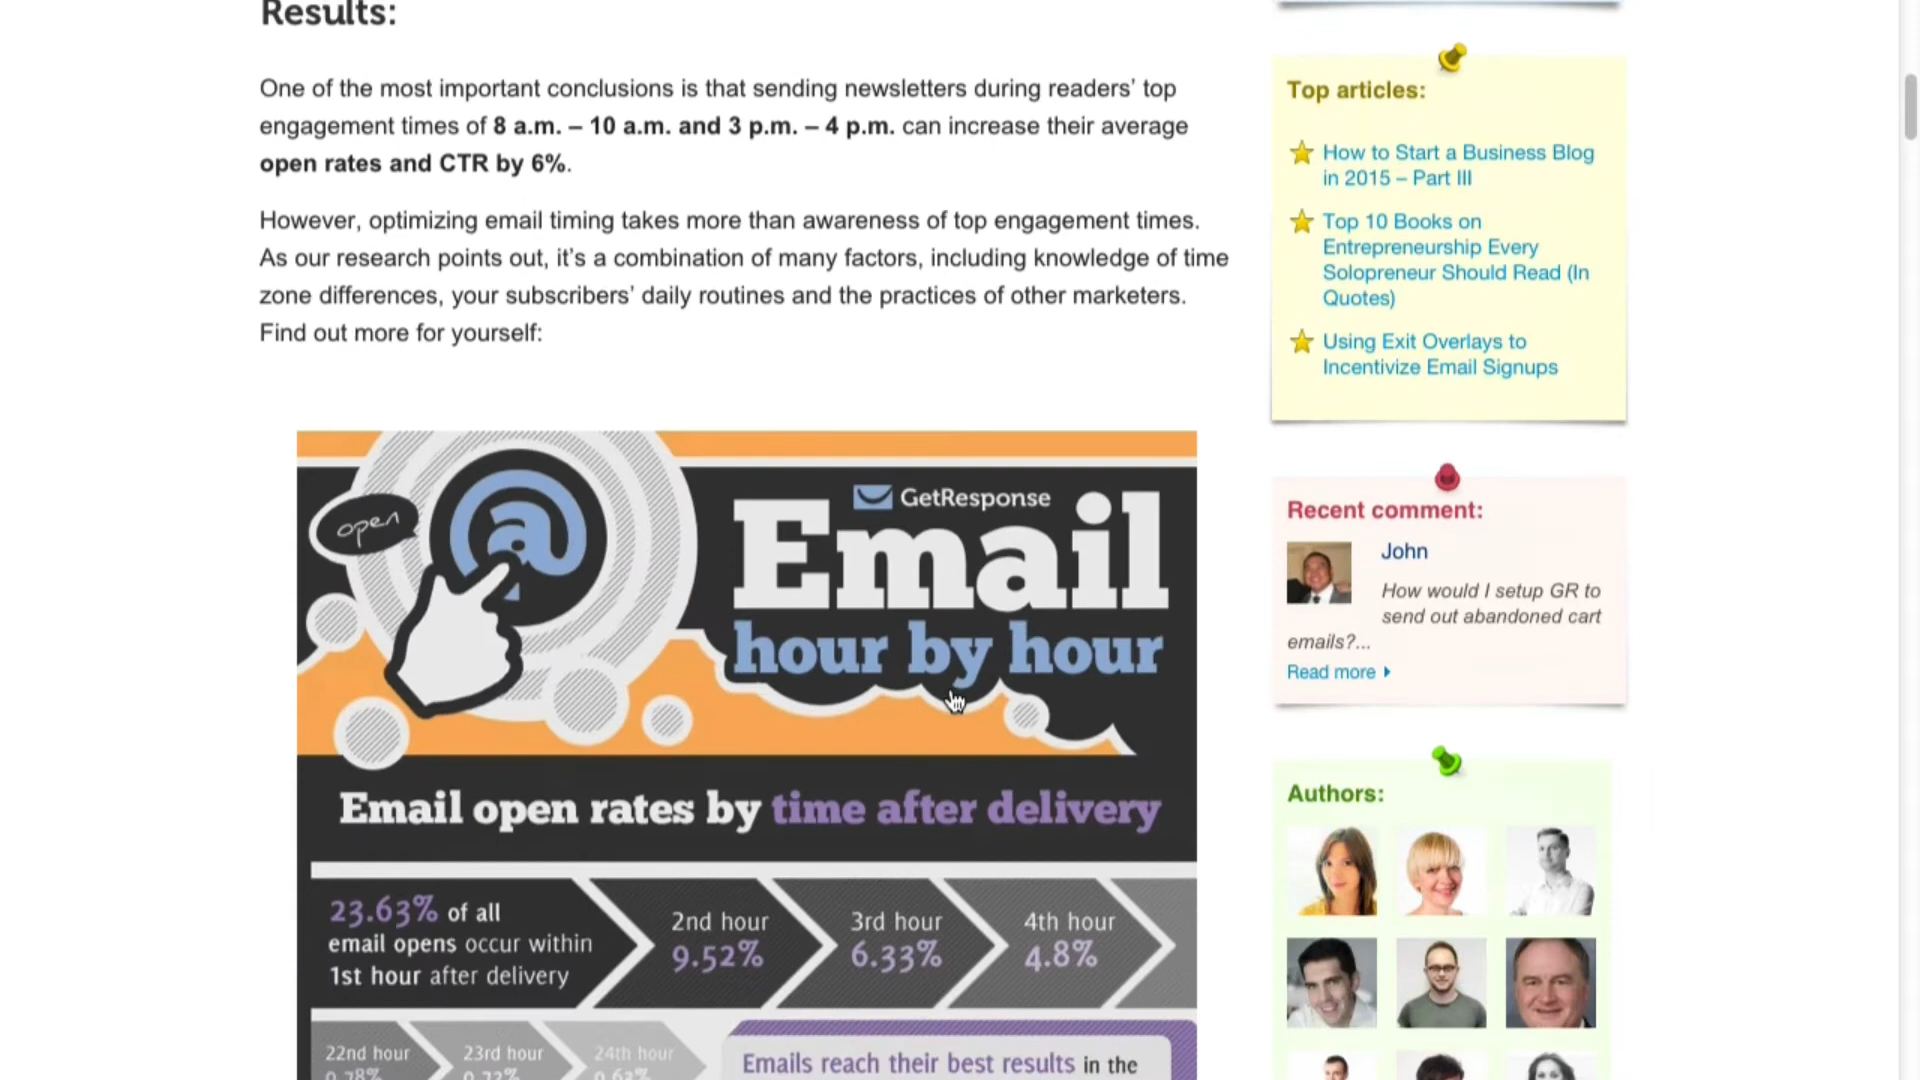 Results:
One of the most important conclusions is that sending newsletters during readers’ top
engagement times of 8 a.m. – 10 a.m. and 3 p.m. – 4 p.m. can increase their average
open rates and CTR by 6%.
However, optimizing email timing takes more than awareness of top engagement times.
As our research points out, it’s a combination of many factors, including knowledge of time
zone differences, your subscribers’ daily routines and the practices of other marketers.
Find out more for yourself:
open
GetResponse
Email
hour by hour
Email open rates by time after delivery
23.63% of all
email opens occur within
1st hour after delivery
2nd hour
9.52%
3rd hour
6.33%
4th hour
4.8%
22nd hour
23rd hour
24th hour
Emails reach their best results in the
Top articles:
How to Start a Business Blog
in 2015 – Part III
Top 10 Books on
Entrepreneurship Every
Solopreneur Should Read (In
Quotes)
Using Exit Overlays to
Incentivize Email Signups
Recent comment:
John
How would I setup GR to
send out abandoned cart
emails?...
Read more
Authors: